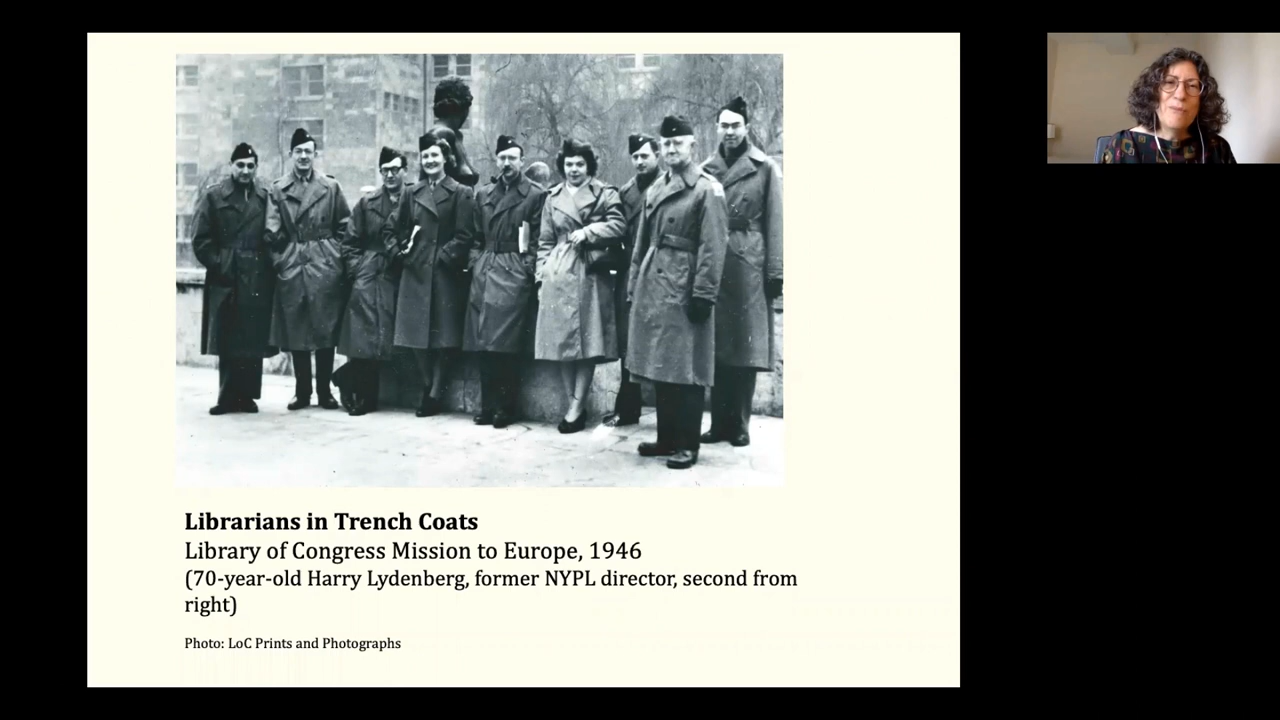 Librarians in Trench Coats
Library of Congress Mission to Europe, 1946
(70-year-old Harry Lydenberg, former NYPL director, second from
right)
Photo: LoC Prints and Photographs